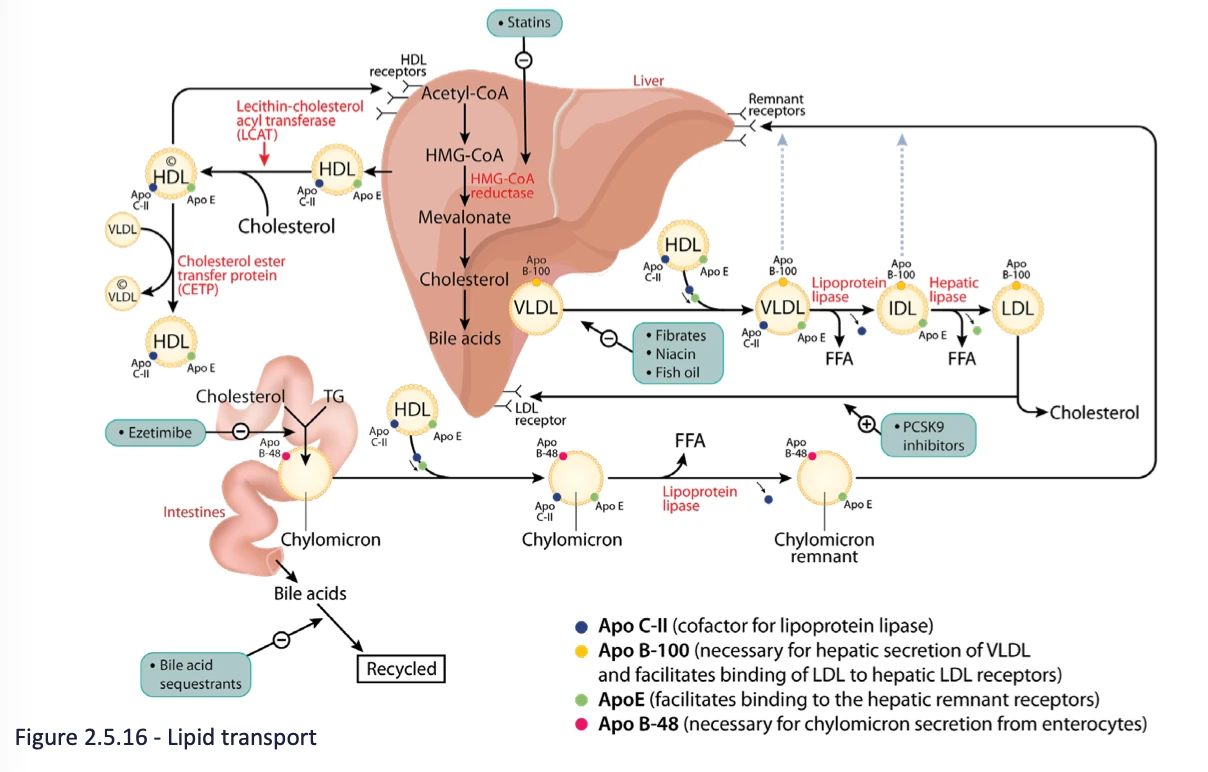 • Statins
HDL
receptors
Liver
Acetyl-CoA
Remnant
receptors
Lecithin-cholesterol
acyl transferase
(LCAT)
HMG-CoA
HMG-CoA
reductase
©
HDL
Apo
C-II
Apo E
HDL
Apo
C-II
Apo E
Mevalonate
Cholesterol
VLDL
Cholesterol ester
transfer protein
(CETP)
©
VLDL
HDL
Apo
C-II
Apo E
Cholesterol
Bile acids
Apo
B-100
VLDL
HDL
Apo
C-II
Apo E
• Fibrates
• Niacin
• Fish oil
Apo
B-100
VLDL
Apo
C-II
Apo E
Lipoprotein
lipase
FFA
Apo
B-100
IDL
Apo E
Hepatic
lipase
FFA
Apo
B-100
LDL
LDL
receptor
Cholesterol
• PCSK9
inhibitors
Cholesterol
TG
• Ezetimibe
Apo
B-48
Intestines
Chylomicron
HDL
Apo
C-II
Apo E
Apo
B-48
Apo
C-II
Apo E
Chylomicron
FFA
Lipoprotein
lipase
Apo
B-48
Apo E
Chylomicron
remnant
Bile acids
• Bile acid
sequestrants
Recycled
Apo C-II (cofactor for lipoprotein lipase)
Apo B-100 (necessary for hepatic secretion of VLDL
and facilitates binding of LDL to hepatic LDL receptors)
ApoE (facilitates binding to the hepatic remnant receptors)
Apo B-48 (necessary for chylomicron secretion from enterocytes)
Figure 2.5.16 - Lipid transport